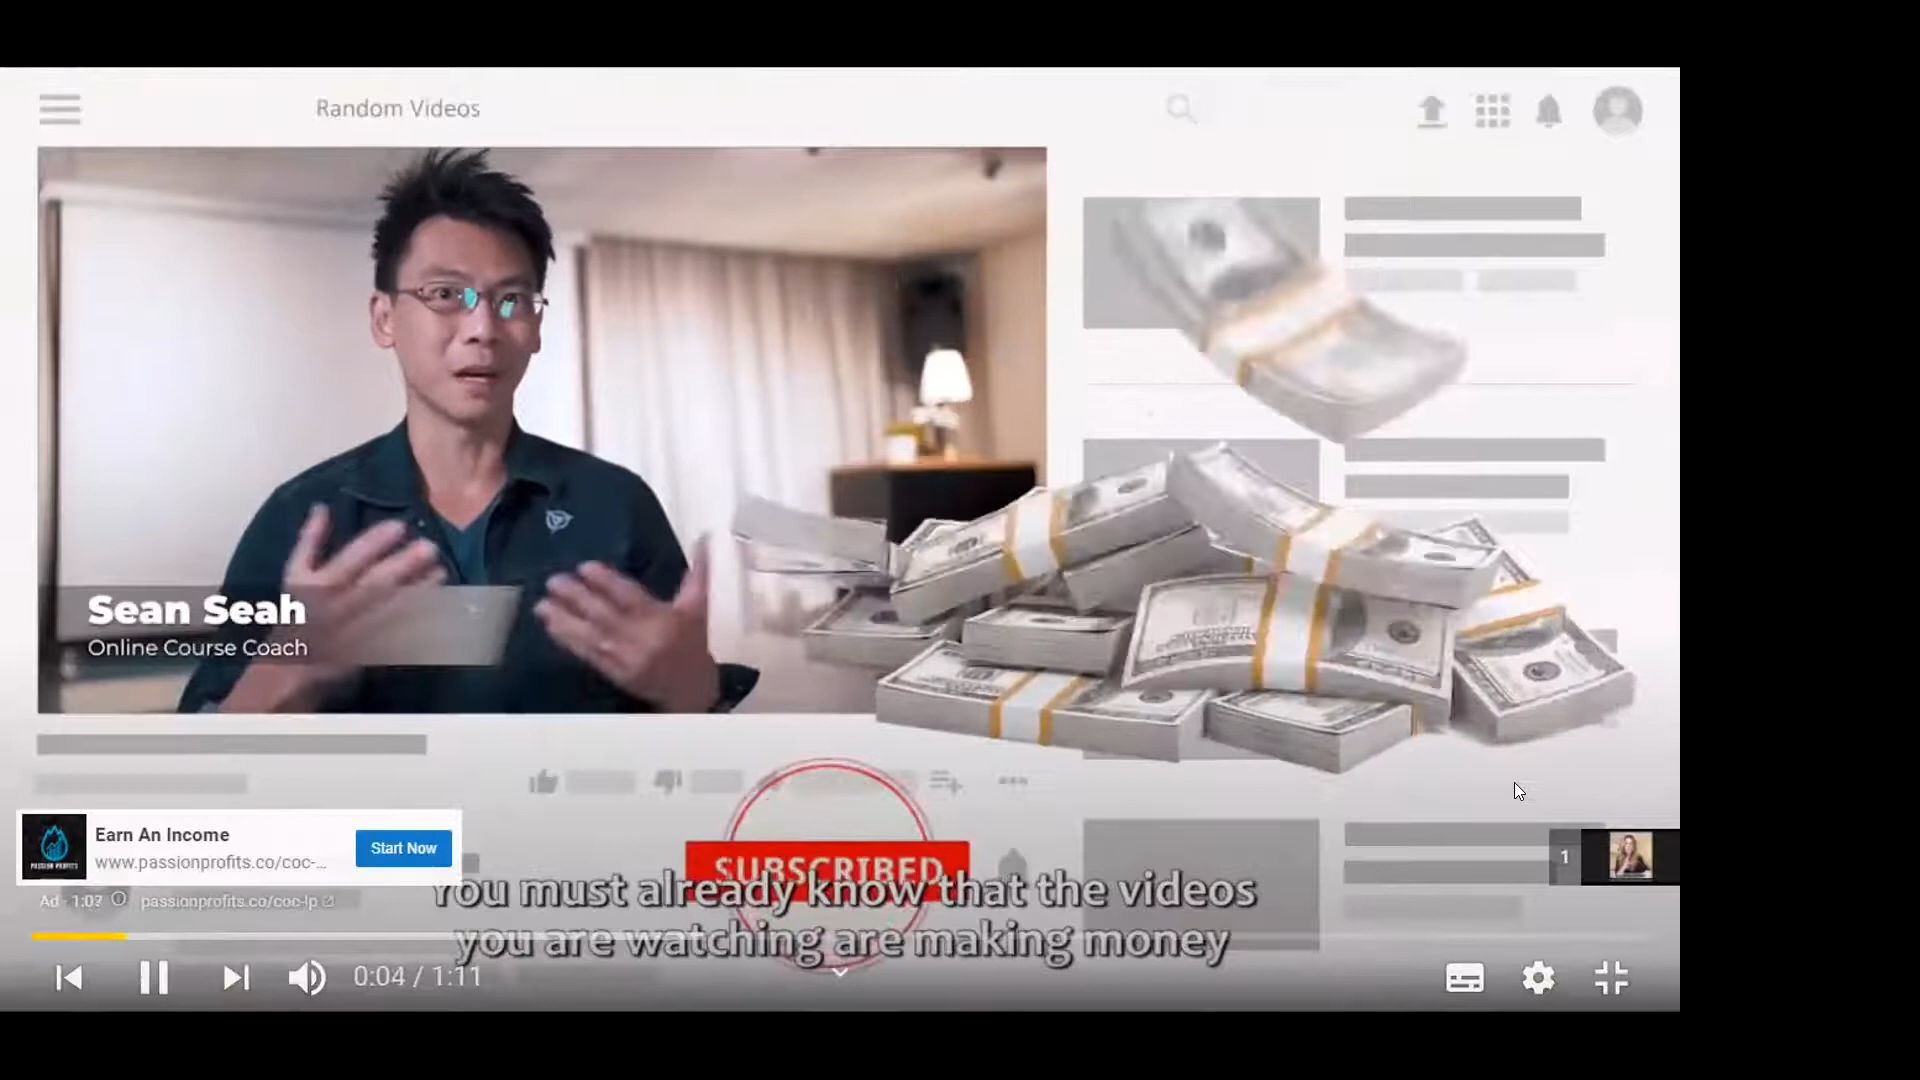 Random Videos
Sean Seah
Online Course Coach
Earn An Income
www.passionprofits.co/coc-...
Start Now
PASSION PROFITS
1
SUBSCRIBED
Ad · 1:07
passionprofits.co/coc-lp
You must already know that the videos
you are watching are making money
0:04 / 1:11